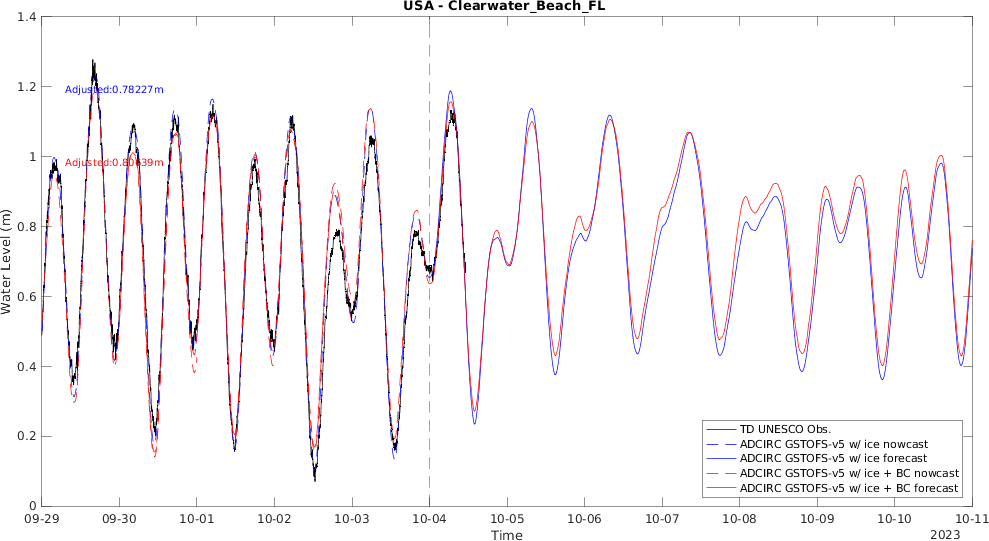 USA - Clearwater_Beach_FL
1.4
1.2
1
0.8
0.6
0.4
0.2
0
Water Level (m)
Adjusted:0.78227m
Adjusted:0.80639m
TD UNESCO Obs.
ADCIRC GSTOFS-v5 w/ ice nowcast
ADCIRC GSTOFS-v5 w/ ice forecast
ADCIRC GSTOFS-v5 w/ ice + BC nowcast
ADCIRC GSTOFS-v5 w/ ice + BC forecast
09-29 09-30 10-01 10-02 10-03 10-04 10-05 10-06 10-07 10-08 10-09 10-10 10-11
Time
2023